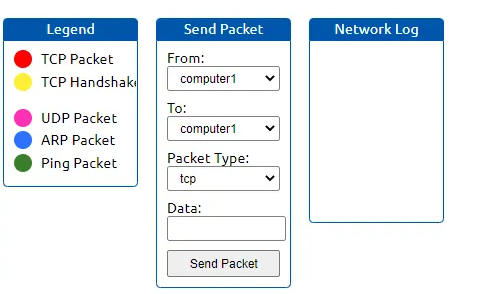 Legend
TCP Packet
TCP Handshake
UDP Packet
ARP Packet
Ping Packet
Send Packet
From:
computer1
To:
computer1
Packet Type:
tcp
Data:
Send Packet
Network Log